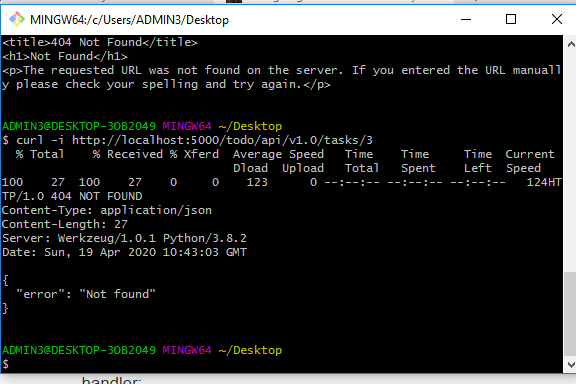 MINGW64:/c/Users/ADMIN3/Desktop
<title>404 Not Found</title>
<h1>Not Found</h1>
<p>The requested URL was not found on the server. If you entered the URL manuall
y please check your spelling and try again.</p>
ADMIN3@DESKTOP-3OB2049 MINGW64 ~/Desktop
$ curl -i http://localhost:5000/todo/api/v1.0/tasks/3
% Total % Received % Xferd Average Speed Time Time Time Current
Dload Upload Total Spent Left Speed
100 27 100 27 0 0 123 0 --:--:-- --:--:-- --:--:-- 124HT
TP/1.0 404 NOT FOUND
Content-Type: application/json
Content-Length: 27
Server: Werkzeug/1.0.1 Python/3.8.2
Date: Sun, 19 Apr 2020 10:43:03 GMT
{
"error": "Not found"
}
ADMIN3@DESKTOP-3OB2049 MINGW64 ~/Desktop
$
handler: